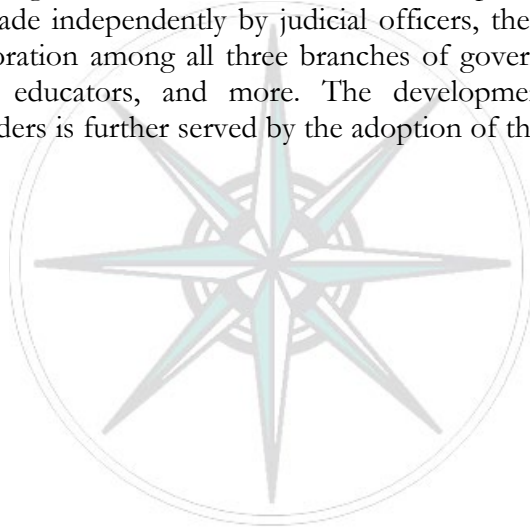 ade independently by judicial officers, the
oration among all three branches of gover
educators, and more. The developme
ders is further served by the adoption of th